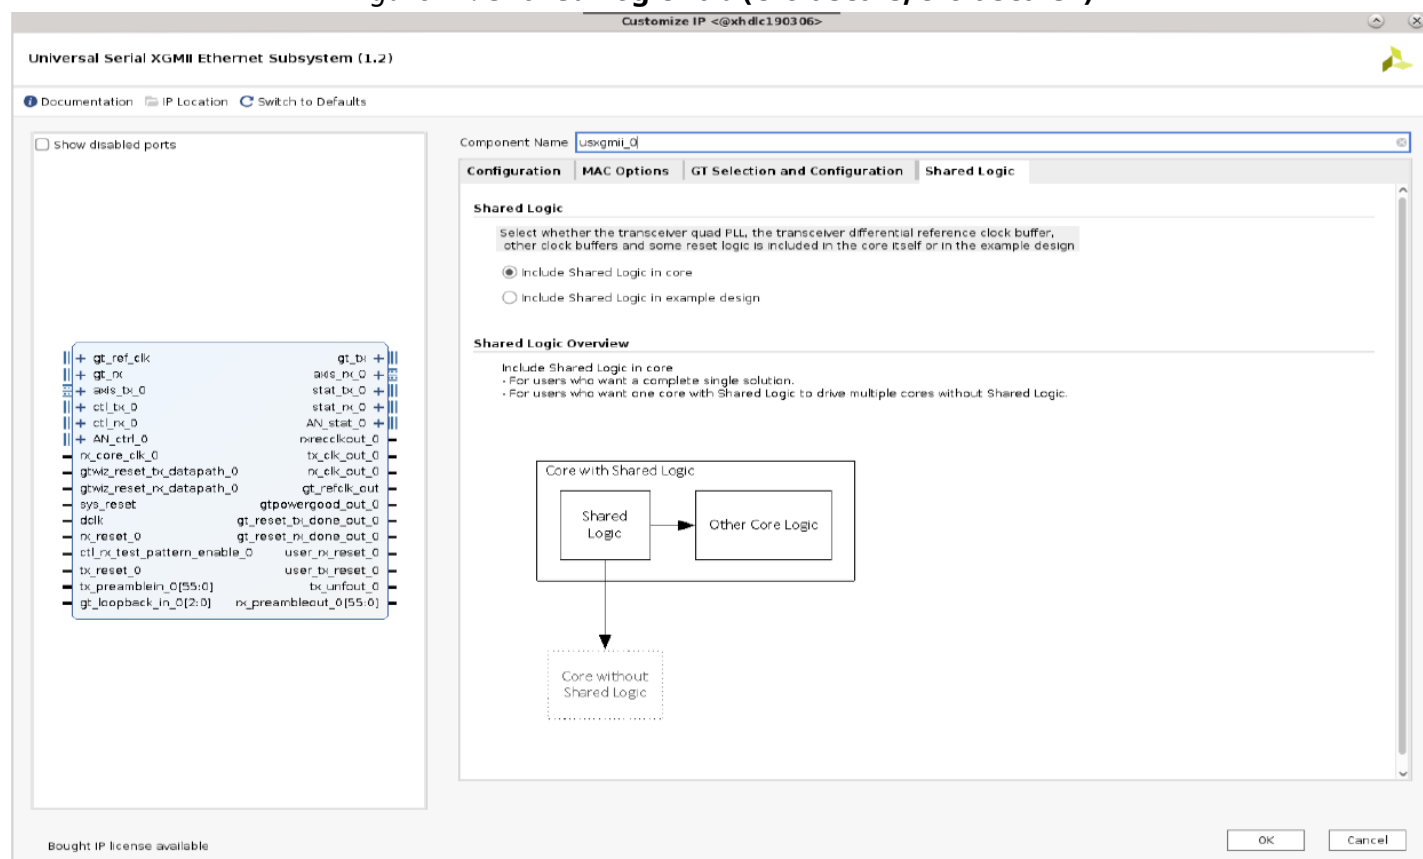 Customize IP <@xhdlc190306>
Universal Serial XGMII Ethernet Subsystem (1.2)
Documentation IP Location Switch to Defaults
Show disabled ports
Component Name usxgmii_0
Configuration MAC Options GT Selection and Configuration Shared Logic
Shared Logic
Select whether the transceiver quad PLL, the transceiver differential reference clock buffer,
other clock buffers and some reset logic is included in the core itself or in the example design
Include Shared Logic in core
Include Shared Logic in example design
Shared Logic Overview
Include Shared Logic in core
- For users who want a complete single solution.
- For users who want one core with Shared Logic to drive multiple cores without Shared Logic.
Core with Shared Logic
Shared
Logic
Other Core Logic
Core without
Shared Logic
gt_ref_clk gt_tx
gt_rx axis_rx_0
axis_tx_0 stat_tx_0
ctl_tx_0 stat_rx_0
ctl_rx_0 AN_stat_0
AN_ctrl_0 rxrecclkout_0
rx_core_clk_0 tx_clk_out_0
gtwiz_reset_tx_datapath_0 rx_clk_out_0
gtwiz_reset_rx_datapath_0 gt_refclk_out
sys_reset gtpowergood_out_0
dclk gt_reset_tx_done_out_0
rx_reset_0 gt_reset_rx_done_out_0
ctl_rx_test_pattern_enable_0 user_rx_reset_0
tx_reset_0 user_tx_reset_0
tx_preamblein_0[55:0] tx_unfout_0
gt_loopback_in_0[2:0] rx_preambleout_0[55:0]
Bought IP license available
OK Cancel